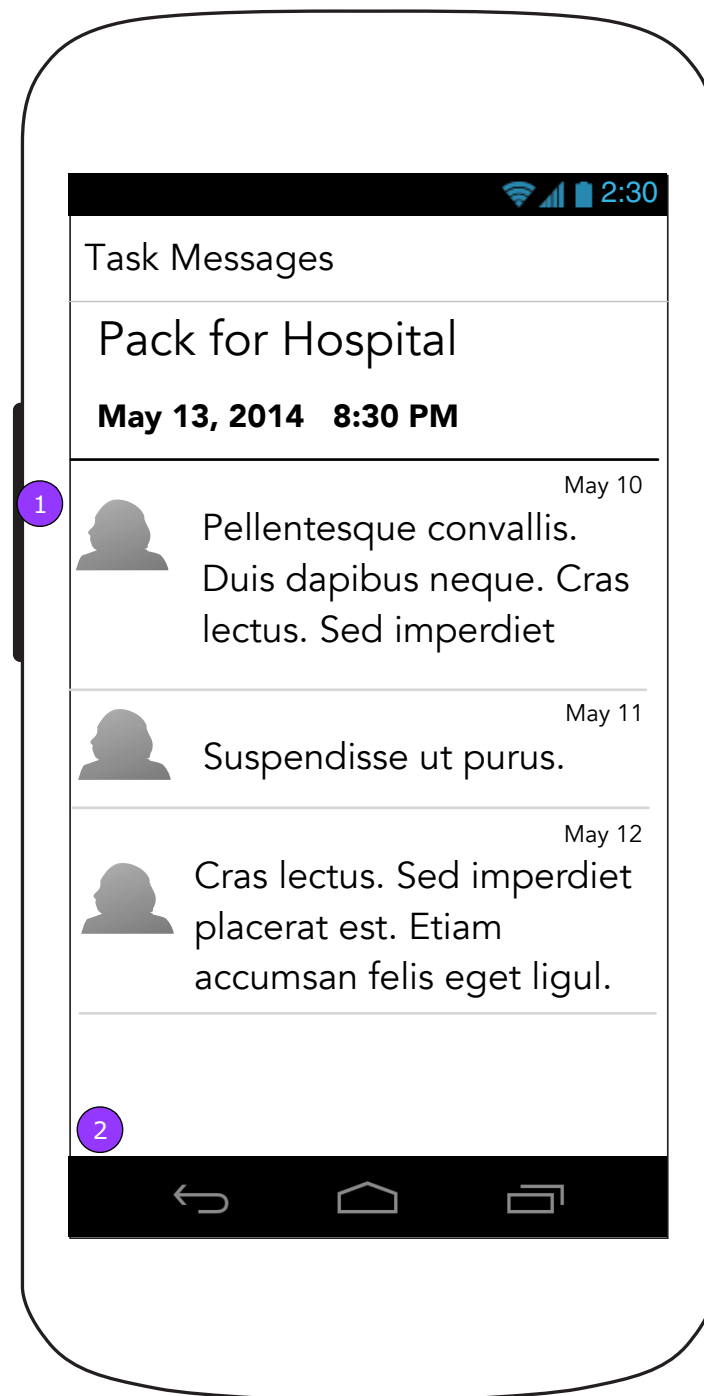 2:30
Task Messages
Pack for Hospital
May 13, 2014 8:30 PM
1
May 10
Pellentesque convallis.
Duis dapibus neque. Cras
lectus. Sed imperdiet
May 11
Suspendisse ut purus.
May 12
Cras lectus. Sed imperdiet
placerat est. Etiam
accumsan felis eget ligul.
2